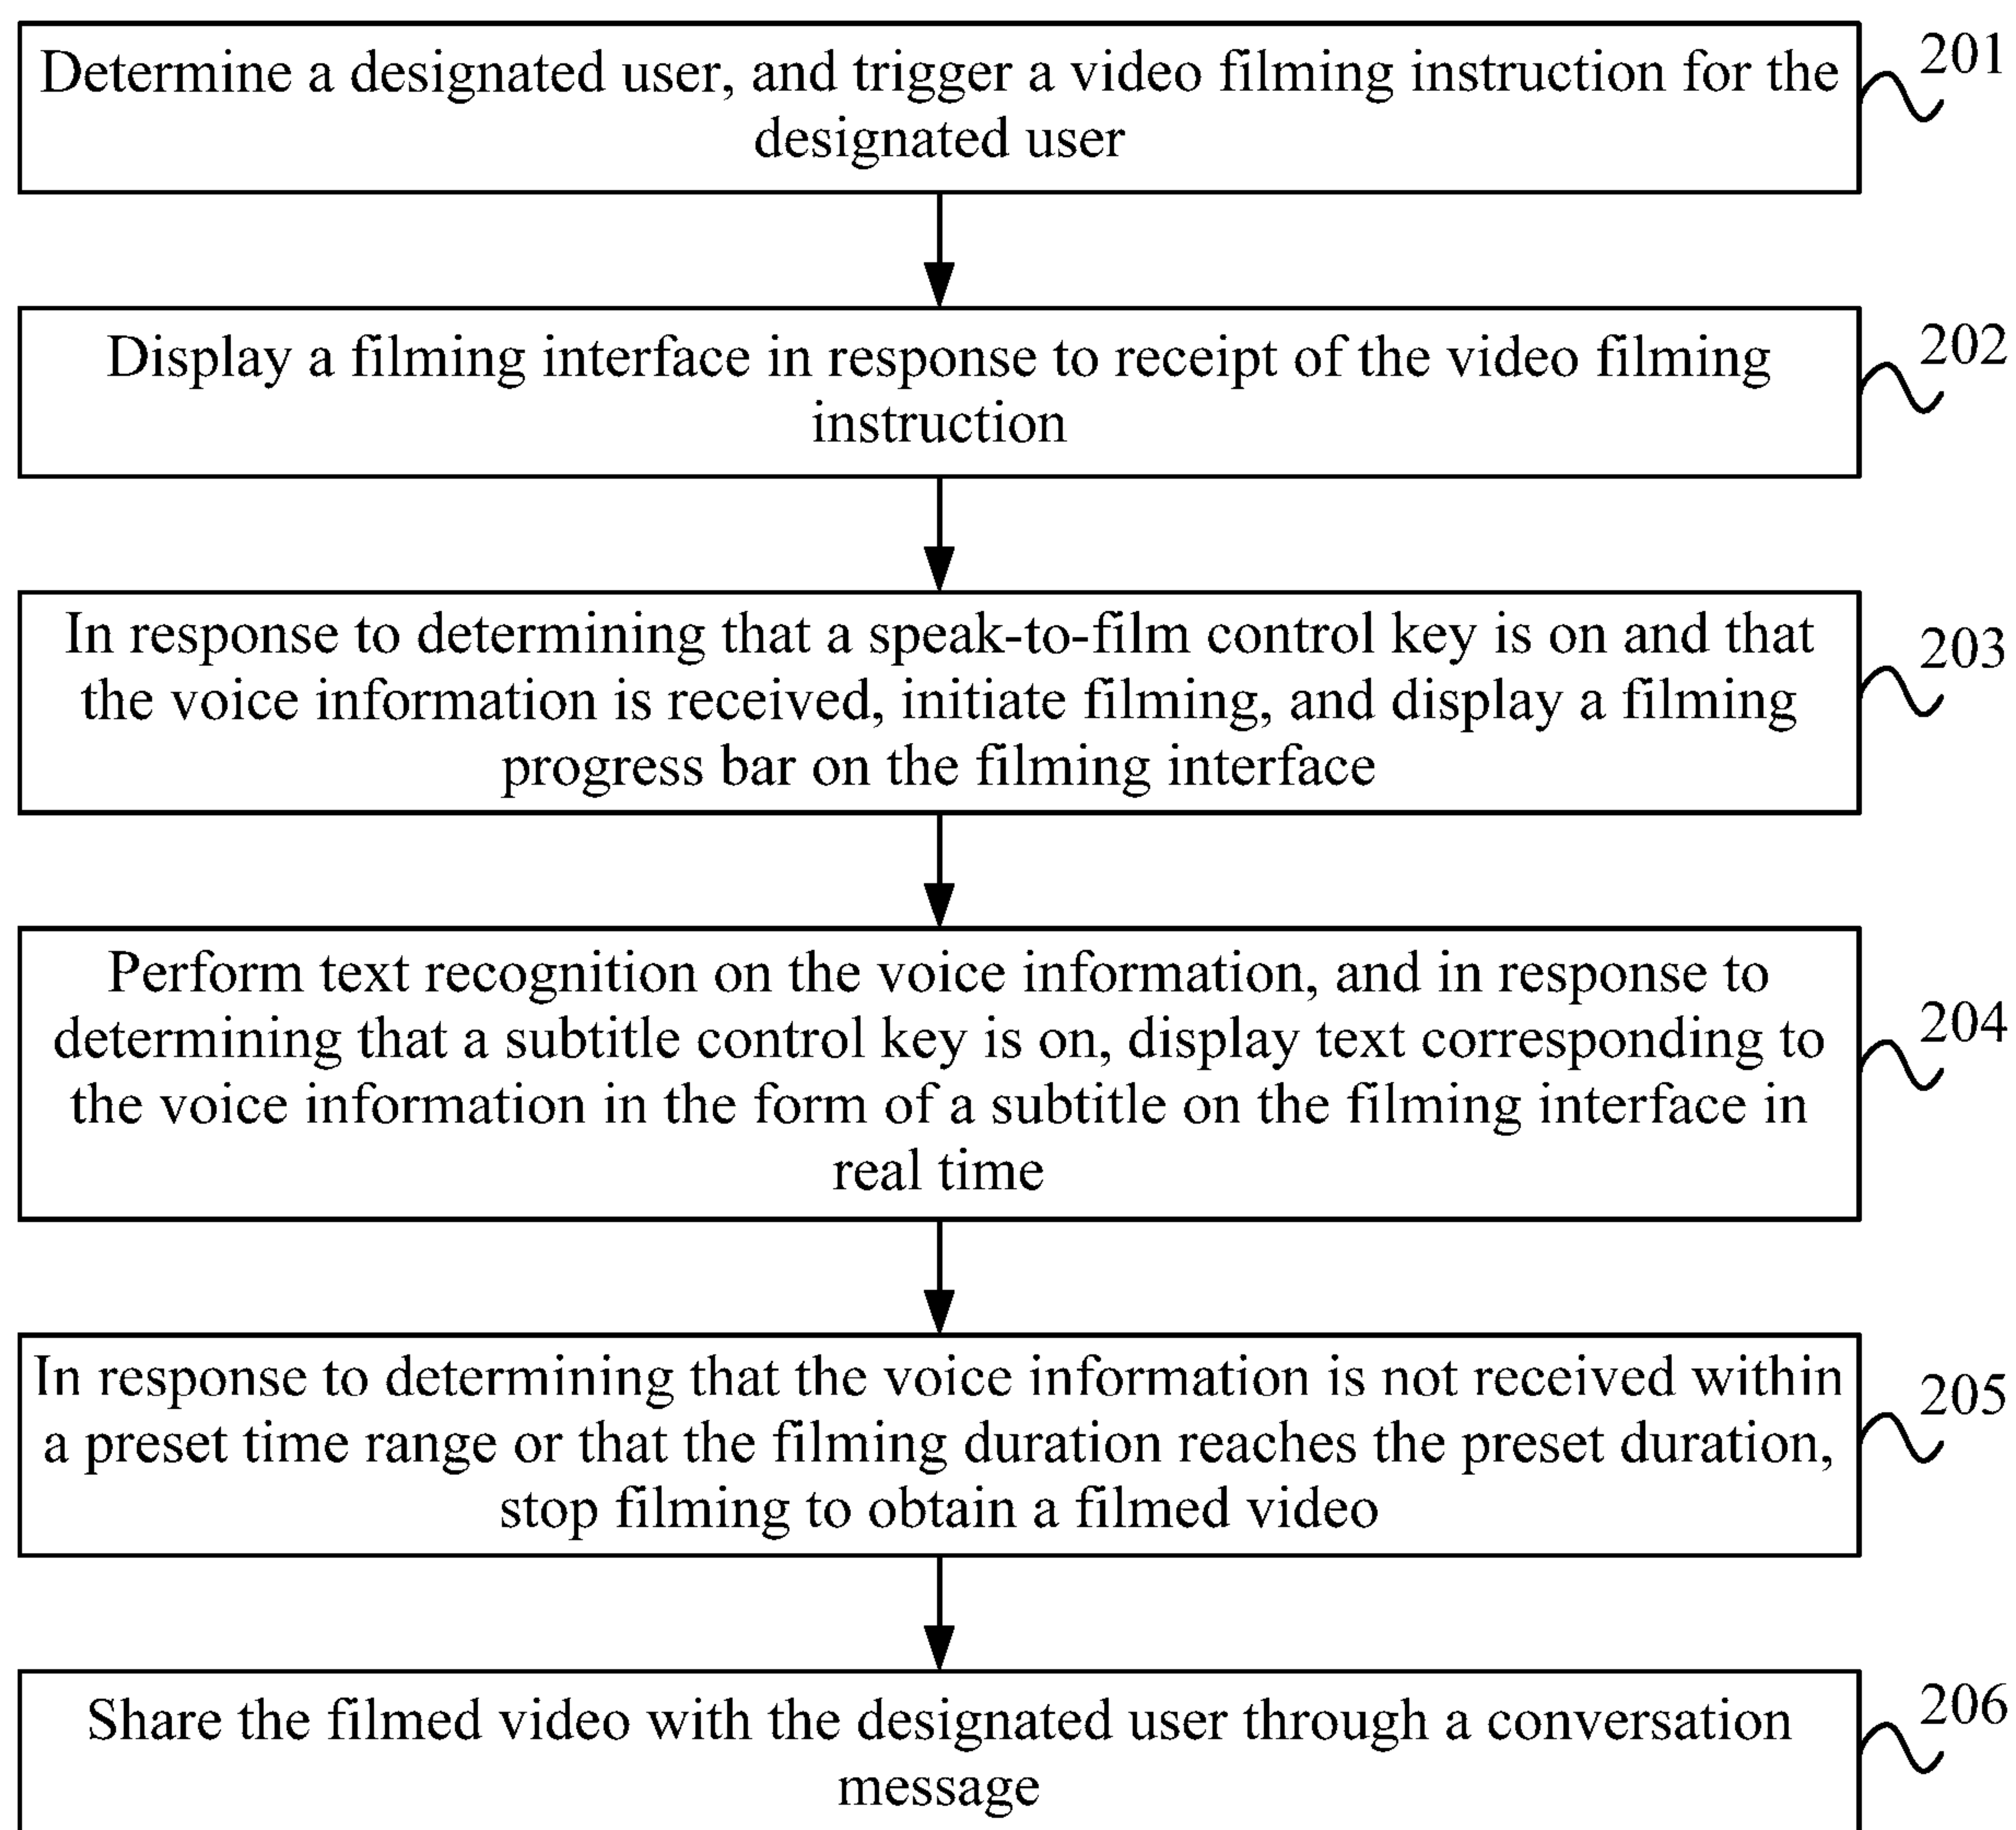 Determine a designated user, and trigger a video filming instruction for the
designated user
201
Display a filming interface in response to receipt of the video filming
instruction
202
In response to determining that a speak-to-film control key is on and that
the voice information is received, initiate filming, and display a filming
progress bar on the filming interface
203
Perform text recognition on the voice information, and in response to
determining that a subtitle control key is on, display text corresponding to
the voice information in the form of a subtitle on the filming interface in
real time
204
In response to determining that the voice information is not received within
a preset time range or that the filming duration reaches the preset duration,
stop filming to obtain a filmed video
205
Share the filmed video with the designated user through a conversation
message
206